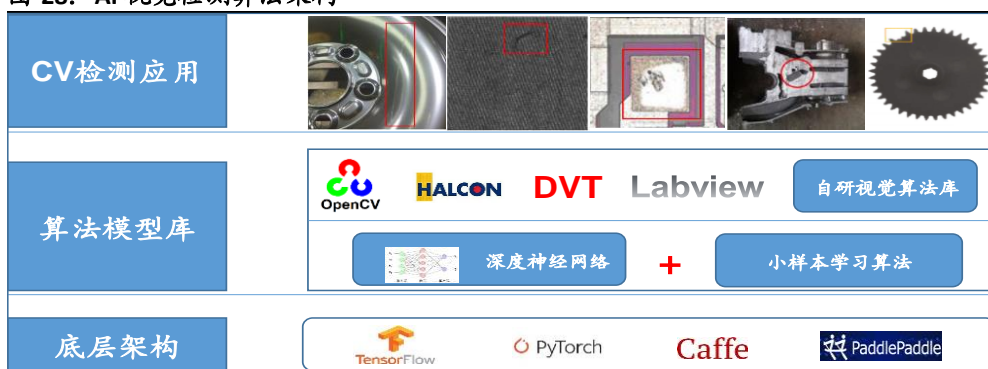 CV检测应用
算法模型库
OpenCV
HALCON
DVT
Labview
自研视觉算法库
深度神经网络
+
小样本学习算法
底层架构
TensorFlow
PyTorch
Caffe
PaddlePaddle